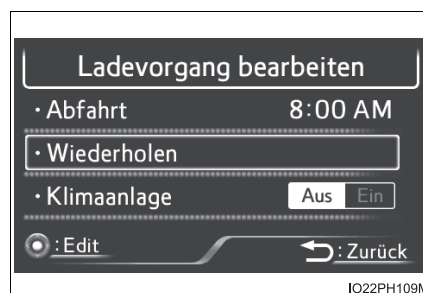 Ladevorgang bearbeiten
· Abfahrt 8:00 AM
· Wiederholen
· Klimaanlage Aus Ein
: Edit : Zurück
IO22PH109M